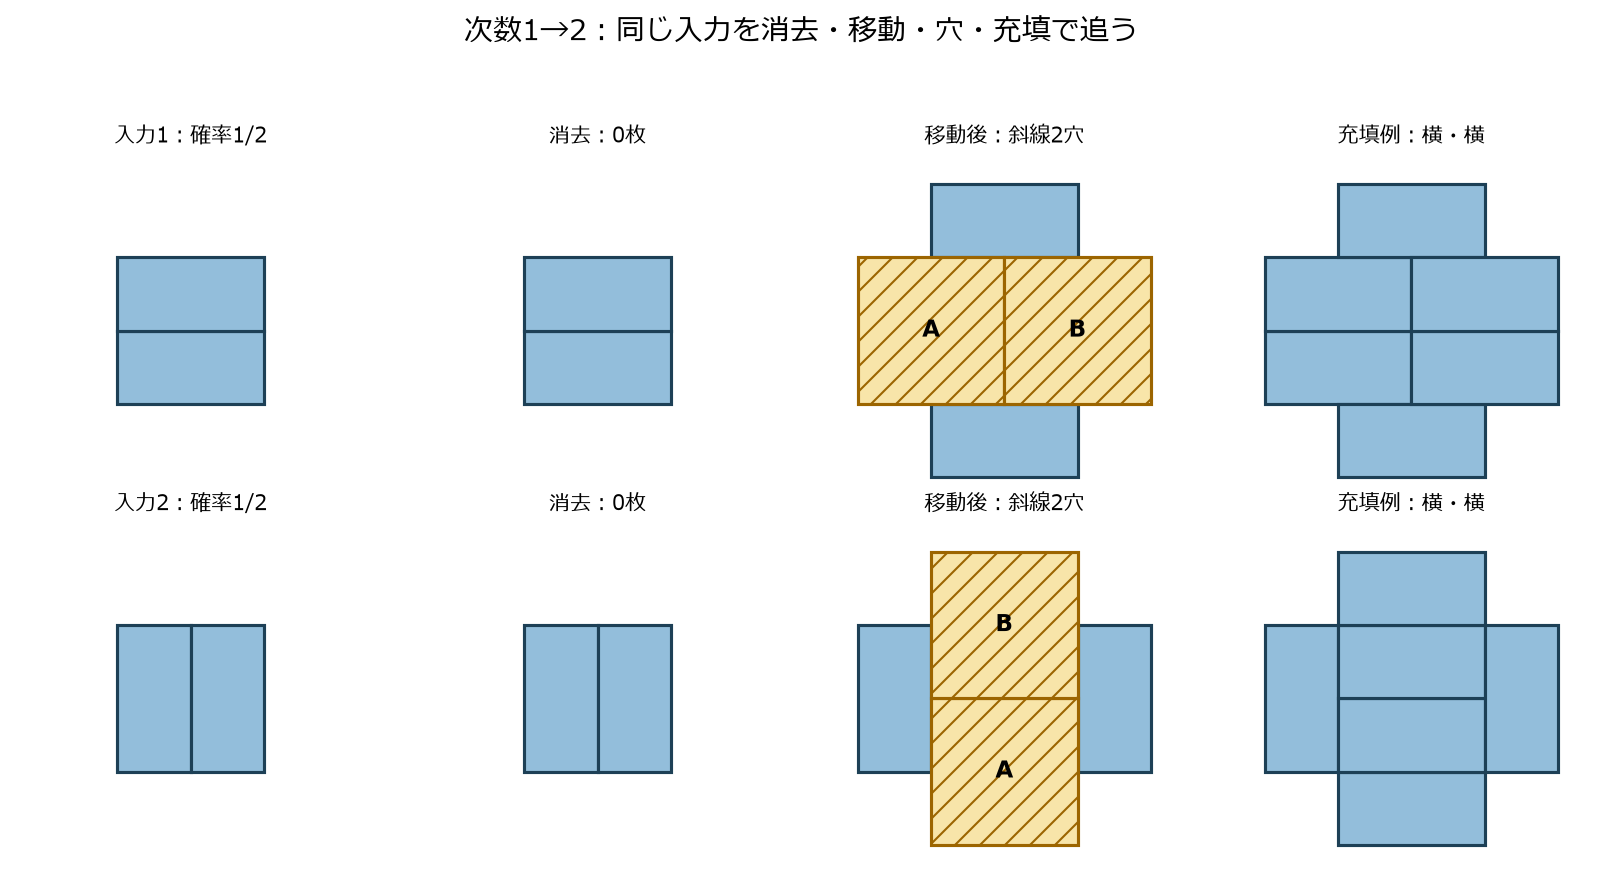 次数1→2：同じ入力を消去・移動・穴・充填で追う
入力1：確率1/2
消去：0枚
移動後：斜線2穴
充填例：横・横
A
B
入力2：確率1/2
消去：0枚
移動後：斜線2穴
充填例：横・横
B
A